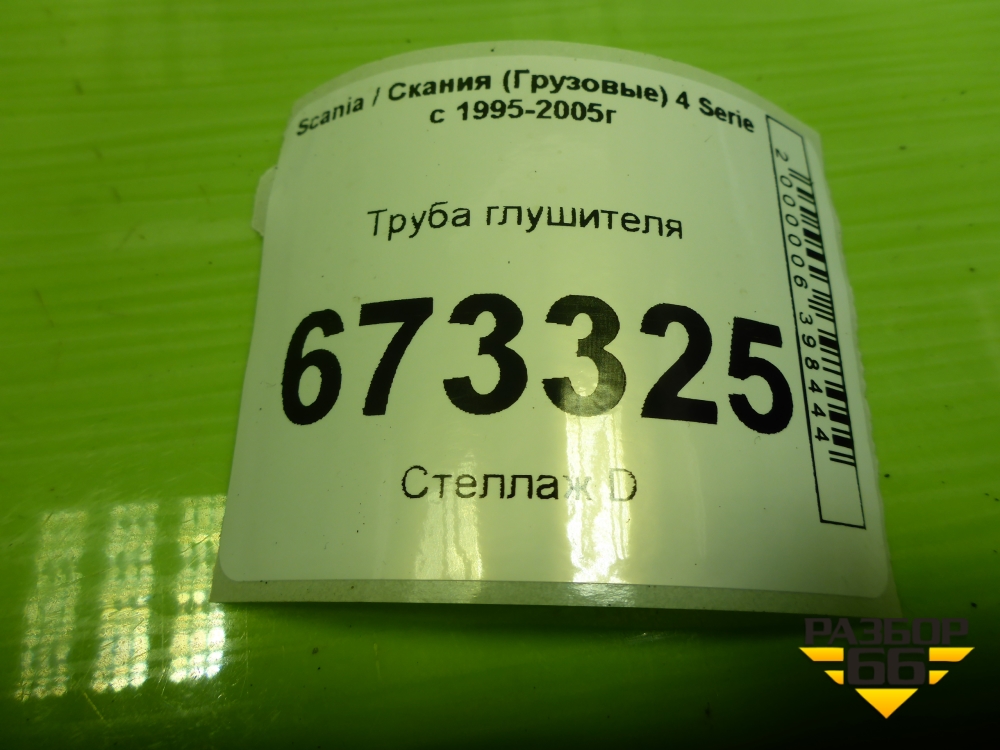 Scania / Скания (Грузовые) 4 Serie
с 1995-2005г
Труба глушителя
673325
Стеллаж D
2000006398444
РАЗБОР
66